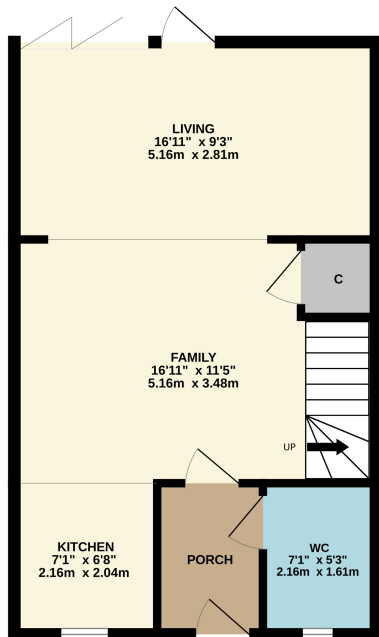 LIVING
16'11" x 9'3"
5.16m x 2.81m
C
FAMILY
16'11" x 11'5"
5.16m x 3.48m
UP
KITCHEN
7'1" x 6'8"
2.16m x 2.04m
PORCH
WC
7'1" x 5'3"
2.16m x 1.61m